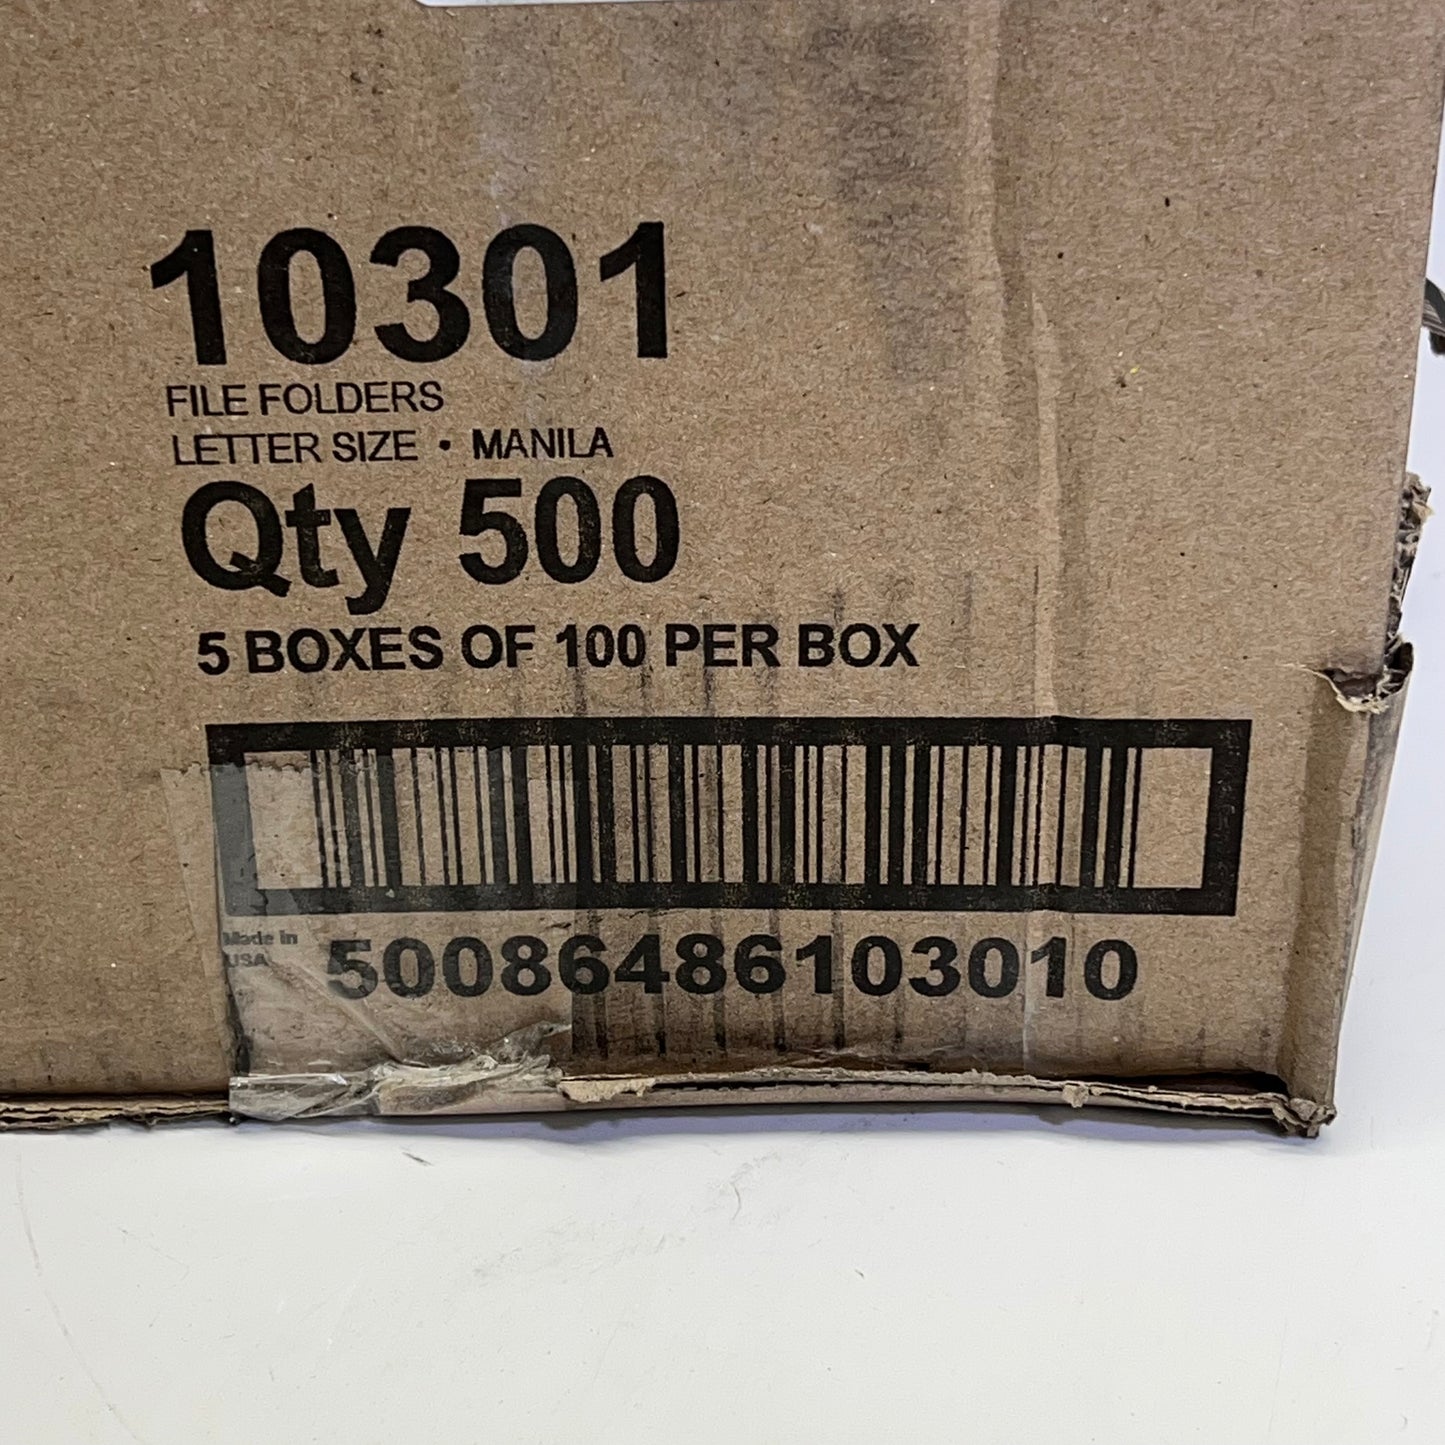 10301
FILE FOLDERS
LETTER SIZE • MANILA
Qty 500
5 BOXES OF 100 PER BOX
Made in
USA
50086486103010